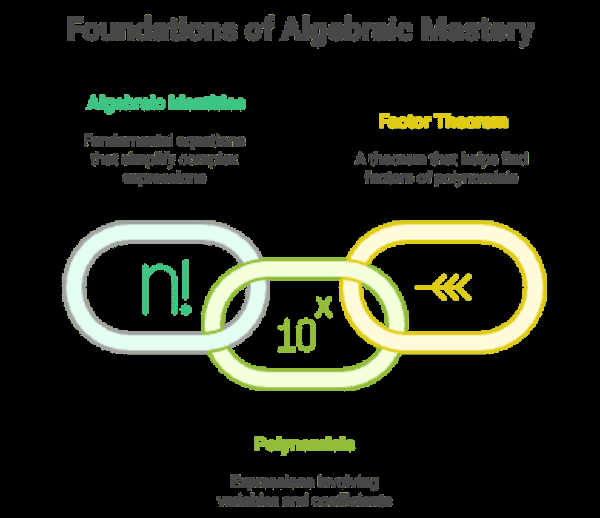 Foundations of Algebraic Mastery
Algebraic Identities
Fundamental equations
that simplify complex
expressions
Factor Theorem
A theorem that helps find
factors of polynomials
n!
10^x
Polynomials
Expressions involving
variables and coefficients